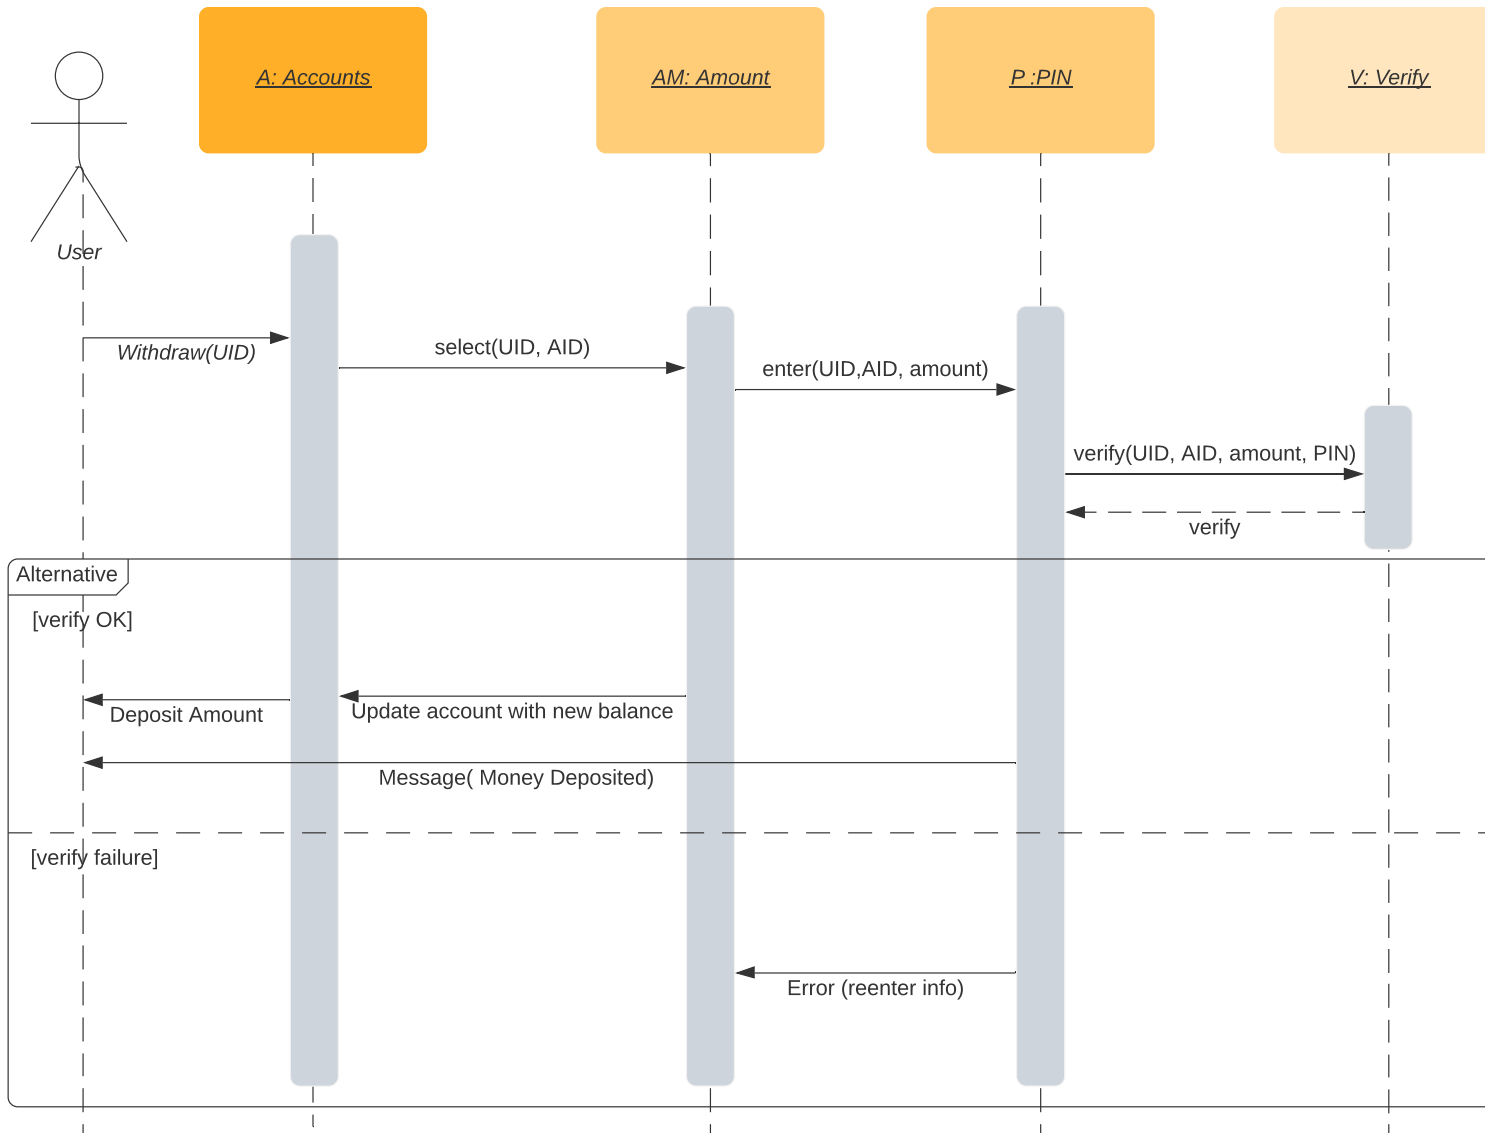 A: Accounts
AM: Amount
P :PIN
V: Verify
User
Withdraw(UID)
select(UID, AID)
enter(UID,AID, amount)
verify(UID, AID, amount, PIN)
verify
Alternative
[verify OK]
Deposit Amount
Update account with new balance
Message( Money Deposited)
[verify failure]
Error (reenter info)